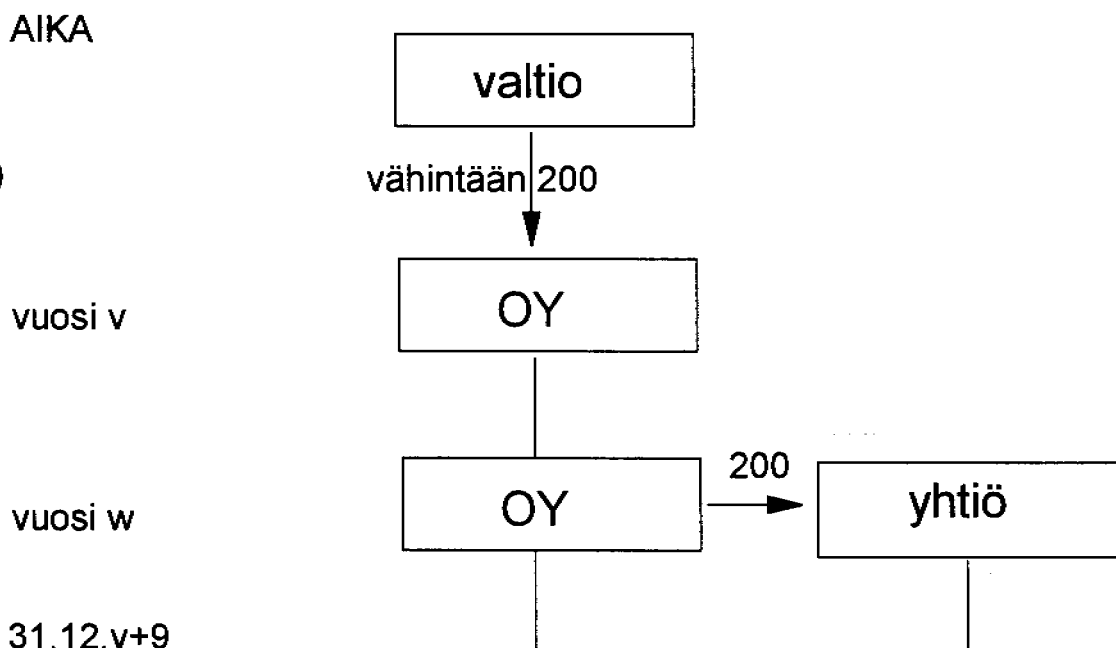 AIKA
valtio
vähintään 200
vuosi v
OY
200
vuosi w
OY
yhtiö
31.12.v+9